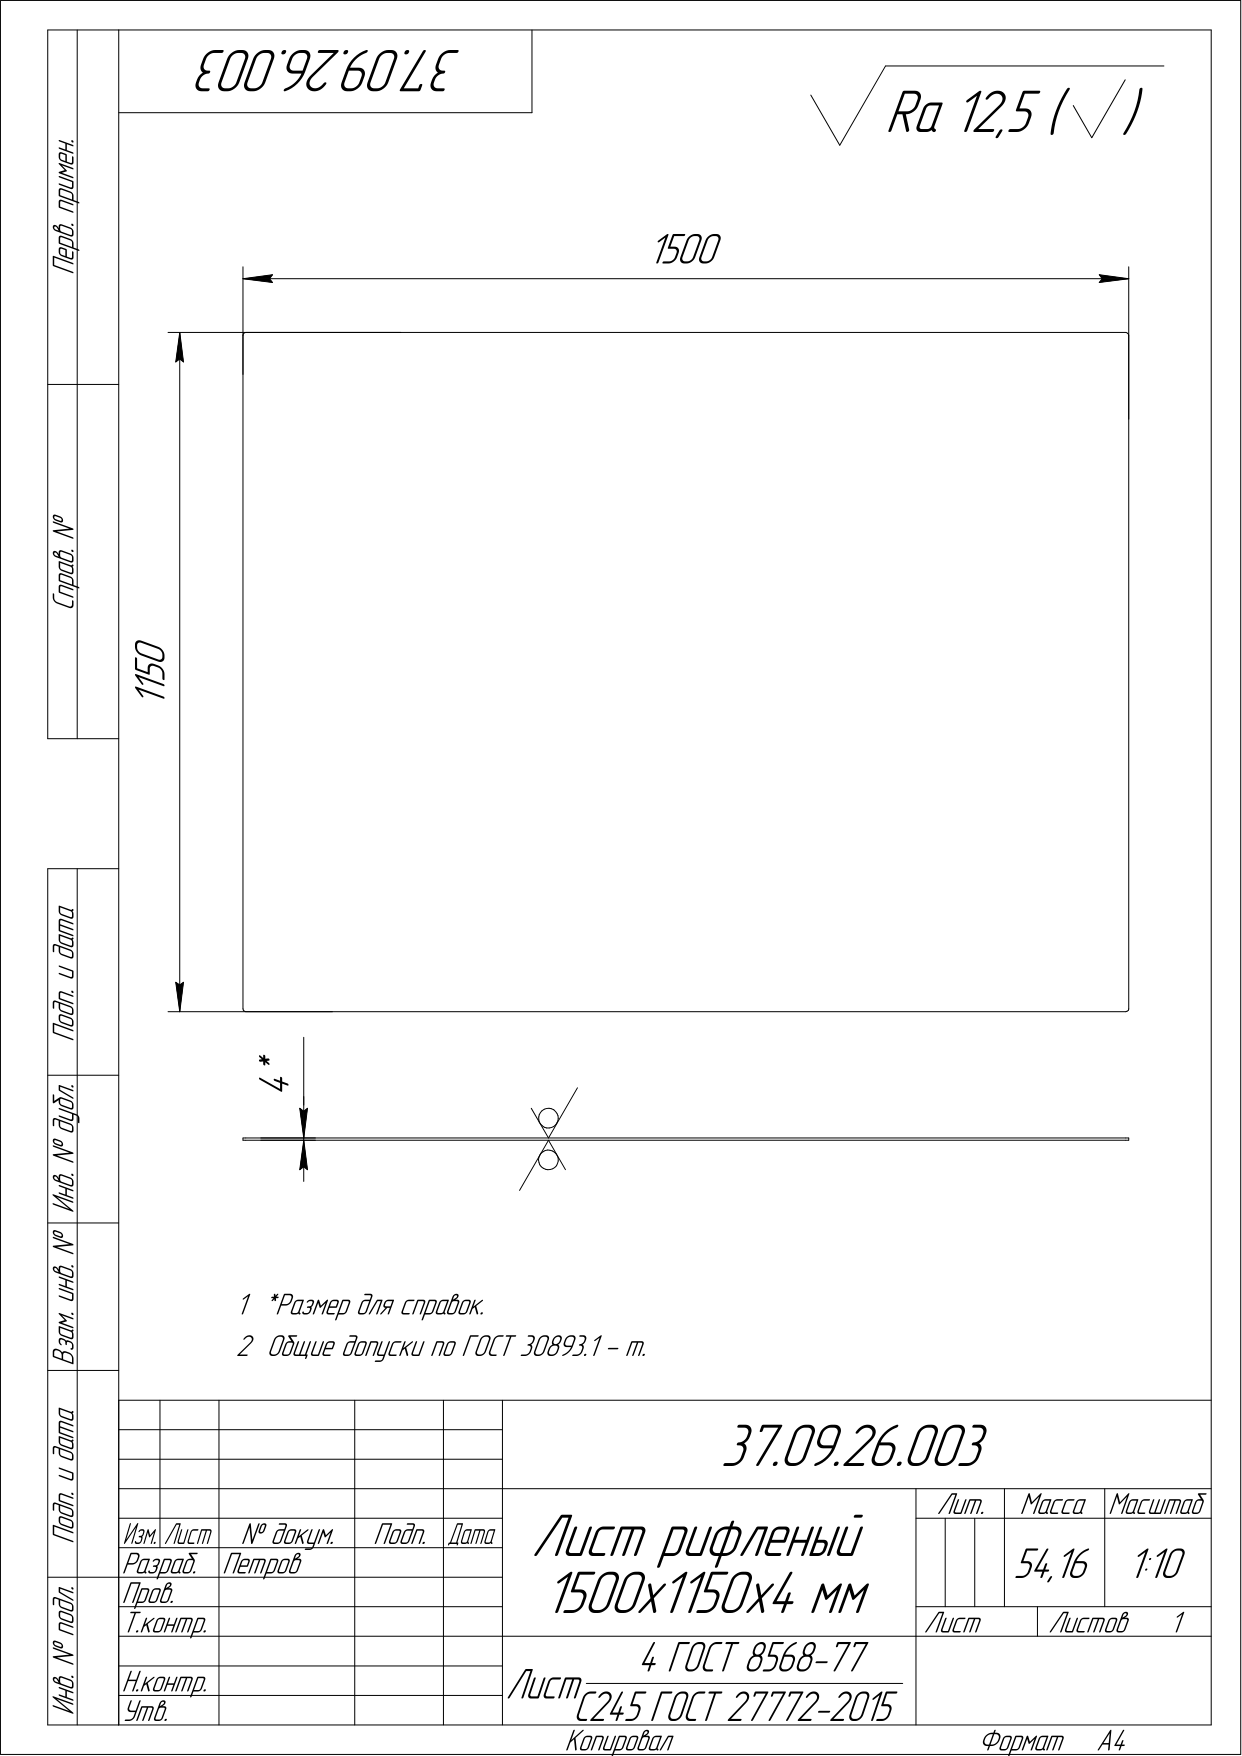 37.09.26.003
Ra 12,5 (√)
Перв. примен.
Справ. №
Подп. и дата
Инв. № дубл.
Взам. инв. №
Подп. и дата
Инв. № подл.
1500
1150
4*
1 *Размер для справок.
2 Общие допуски по ГОСТ 30893.1 – m.
37.09.26.003
Лит. Масса Масштаб
Изм. Лист № докум. Подп. Дата
Разраб. Петров
Пров.
Т.контр.
Н.контр.
Утв.
Лист рифленый
1500х1150х4 мм
54,16 1:10
Лист Листов 1
4 ГОСТ 8568-77
Лист
С245 ГОСТ 27772-2015
Копировал Формат А4